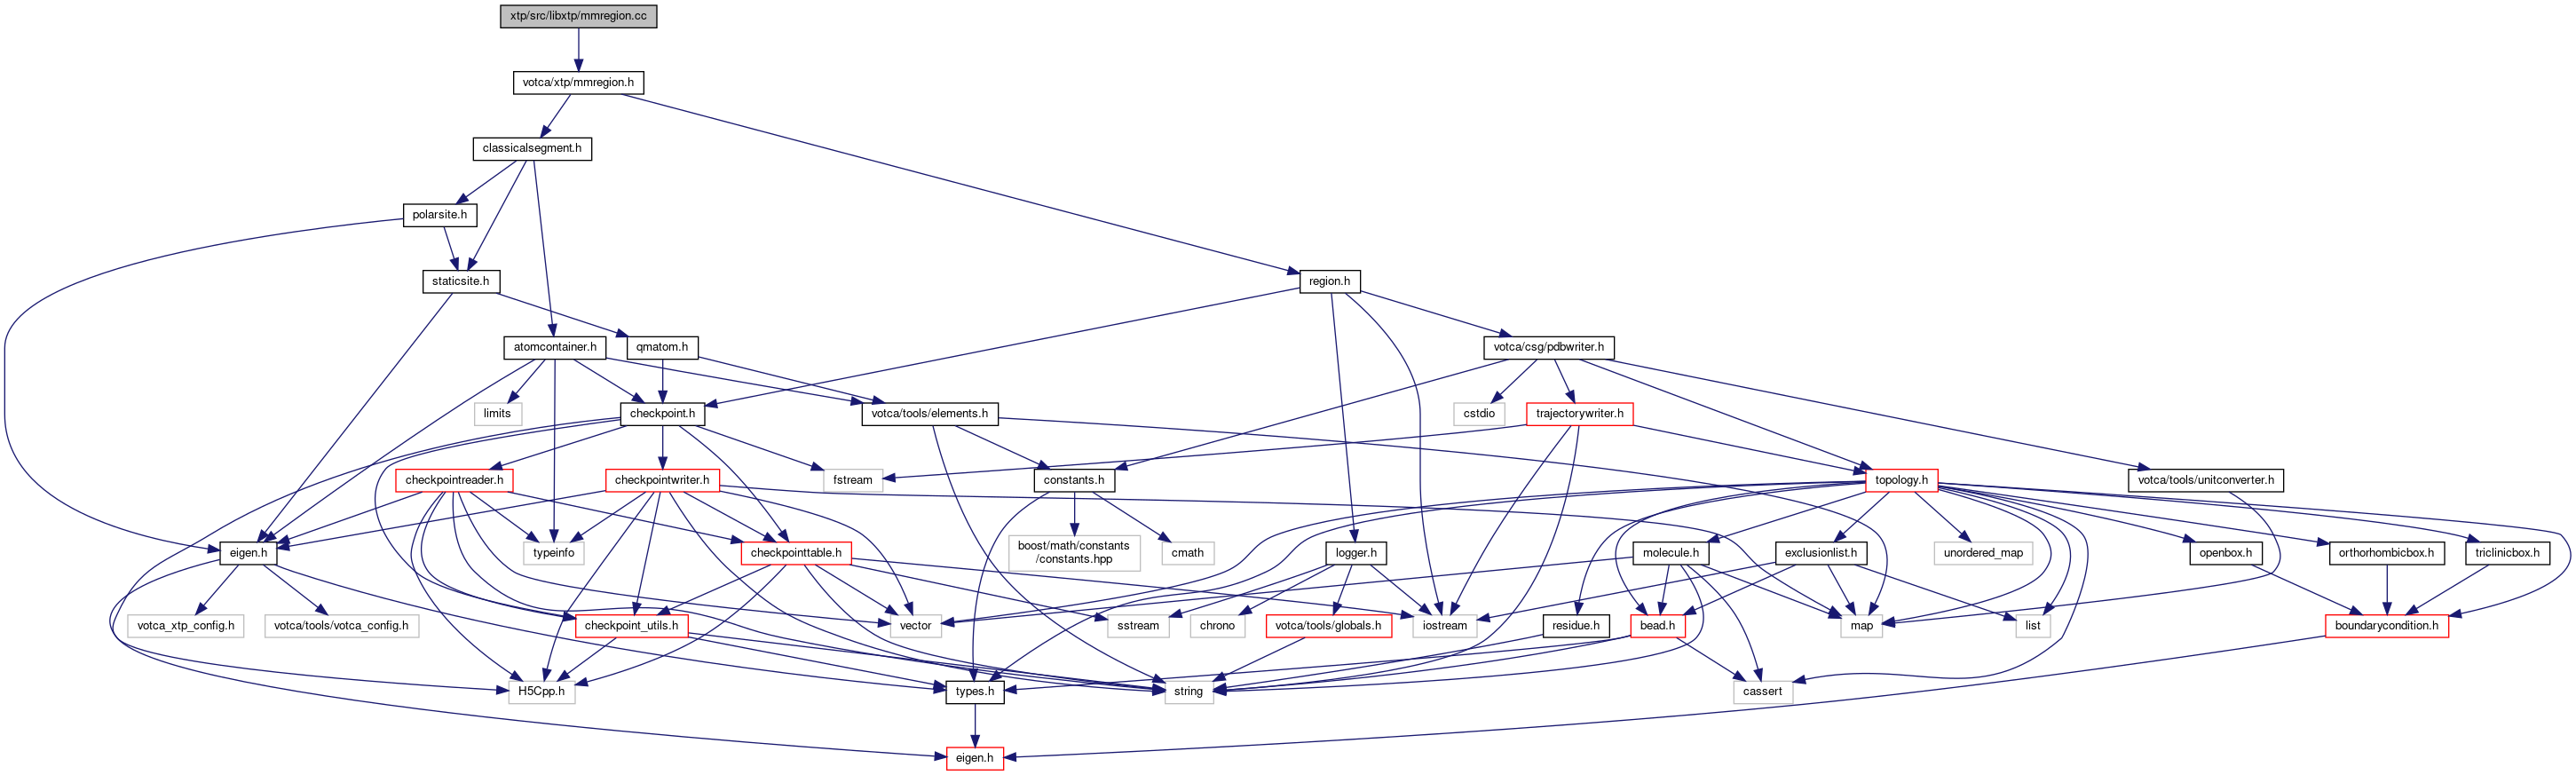 xtp/src/libxtp/mmregion.cc
votca/xtp/mmregion.h
classicalsegment.h
polarsite.h
staticsite.h
region.h
atomcontainer.h
qmatom.h
votca/csg/pdbwriter.h
limits
checkpoint.h
votca/tools/elements.h
cstdio
trajectorywriter.h
checkpointreader.h
checkpointwriter.h
fstream
constants.h
topology.h
votca/tools/unitconverter.h
eigen.h
typeinfo
checkpointtable.h
boost/math/constants
/constants.hpp
cmath
logger.h
molecule.h
exclusionlist.h
unordered_map
openbox.h
orthorhombicbox.h
triclinicbox.h
votca_xtp_config.h
votca/tools/votca_config.h
checkpoint_utils.h
vector
sstream
chrono
votca/tools/globals.h
iostream
residue.h
bead.h
map
list
boundarycondition.h
H5Cpp.h
types.h
string
cassert
eigen.h